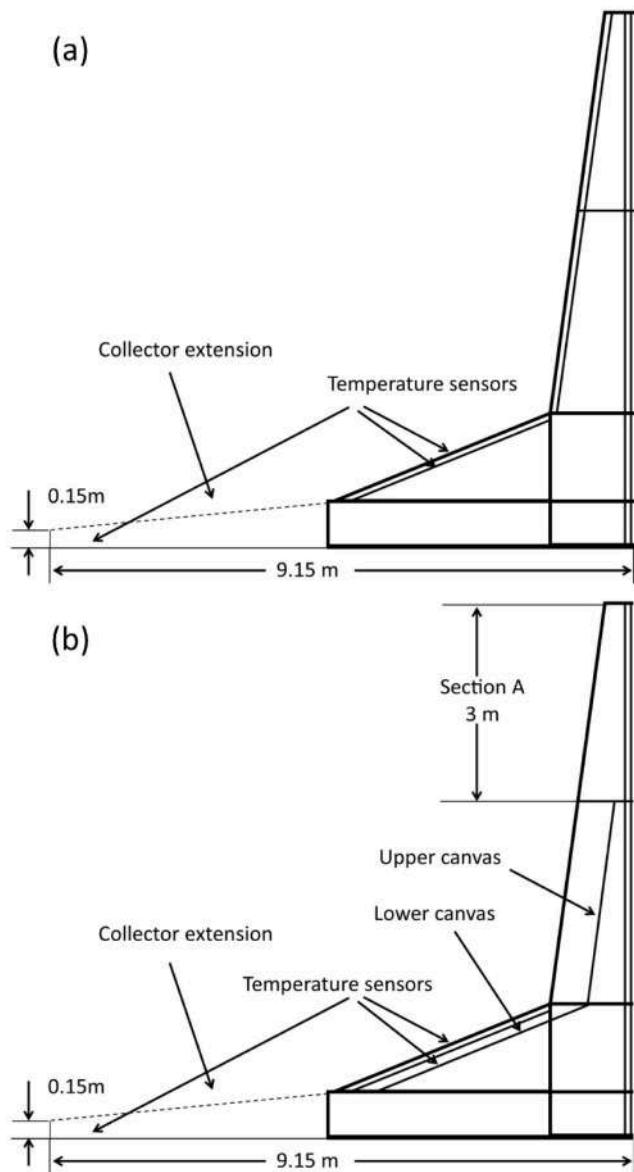 (a)
Collector extension
Temperature sensors
0.15m
9.15 m
(b)
Section A
3 m
Upper canvas
Lower canvas
Collector extension
Temperature sensors
0.15m
9.15 m